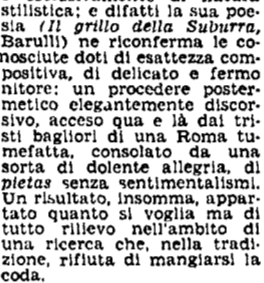 stilistica; e difatti la sua poe-
sia (Il grillo della Suburra,
Barulli) ne riconferma le co-
nosciute doti di esattezza com-
positiva, di delicato e fermo
nitore: un procedere poster-
metico elegantemente discor-
sivo, acceso qua e là dai tri-
sti bagliori di una Roma tu-
mefatta, consolato da una
sorta di dolente allegria, di
pietas senza sentimentalismi.
Un risultato, insomma, appar-
tato quanto si voglia ma di
tutto rilievo nell'ambito di
una ricerca che, nella tradi-
zione, rifiuta di mangiarsi la
coda.